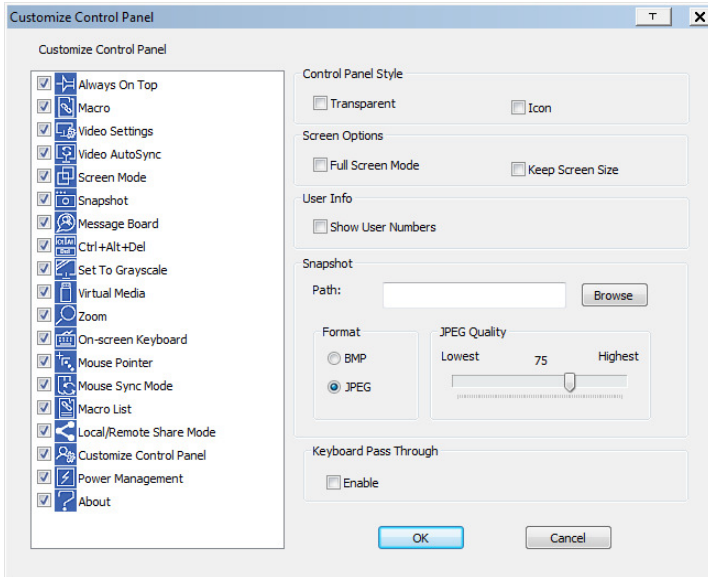 Customize Control Panel
T
X
Customize Control Panel
Always On Top
Macro
Video Settings
Video AutoSync
Screen Mode
Snapshot
Message Board
Ctrl+Alt+Del
Set To Grayscale
Virtual Media
Zoom
On-screen Keyboard
Mouse Pointer
Mouse Sync Mode
Macro List
Local/Remote Share Mode
Customize Control Panel
Power Management
About
Control Panel Style
Transparent
Icon
Screen Options
Full Screen Mode
Keep Screen Size
User Info
Show User Numbers
Snapshot
Path:
Browse
Format
BMP
JPEG
JPEG Quality
Lowest 75 Highest
Keyboard Pass Through
Enable
OK
Cancel